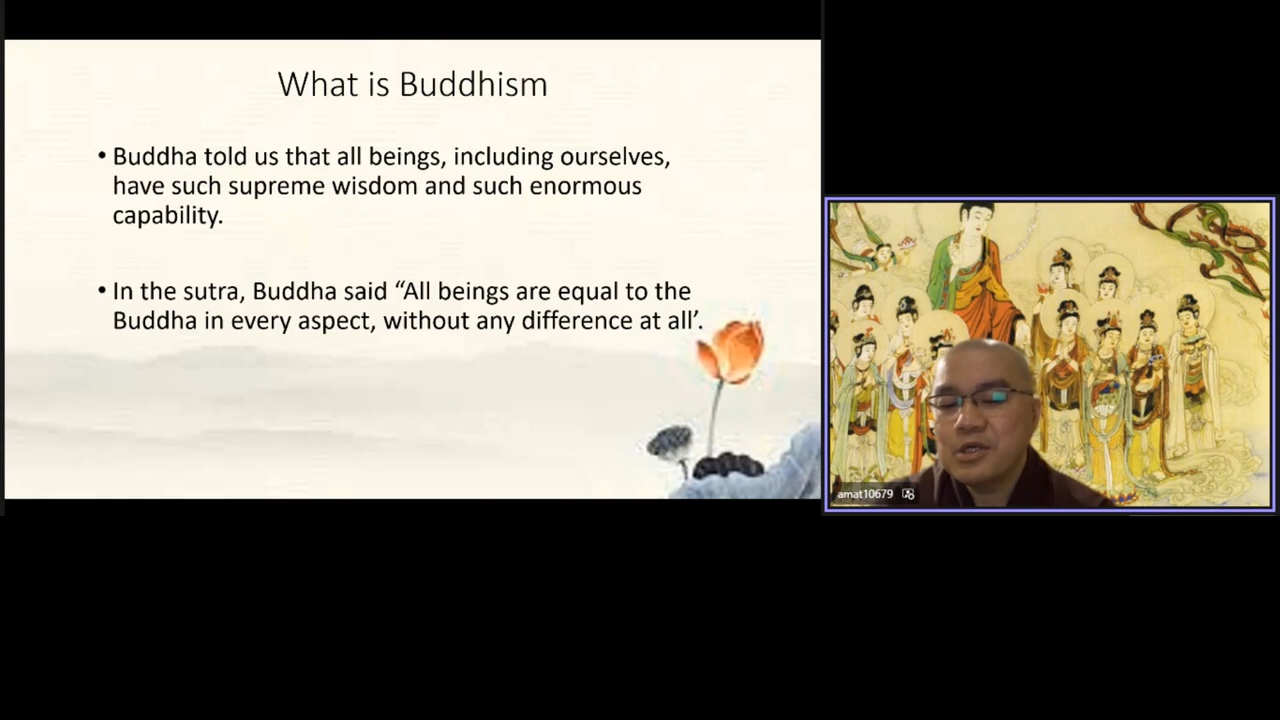 What is Buddhism
• Buddha told us that all beings, including ourselves,
have such supreme wisdom and such enormous
capability.
• In the sutra, Buddha said “All beings are equal to the
Buddha in every aspect, without any difference at all’.
amat10679